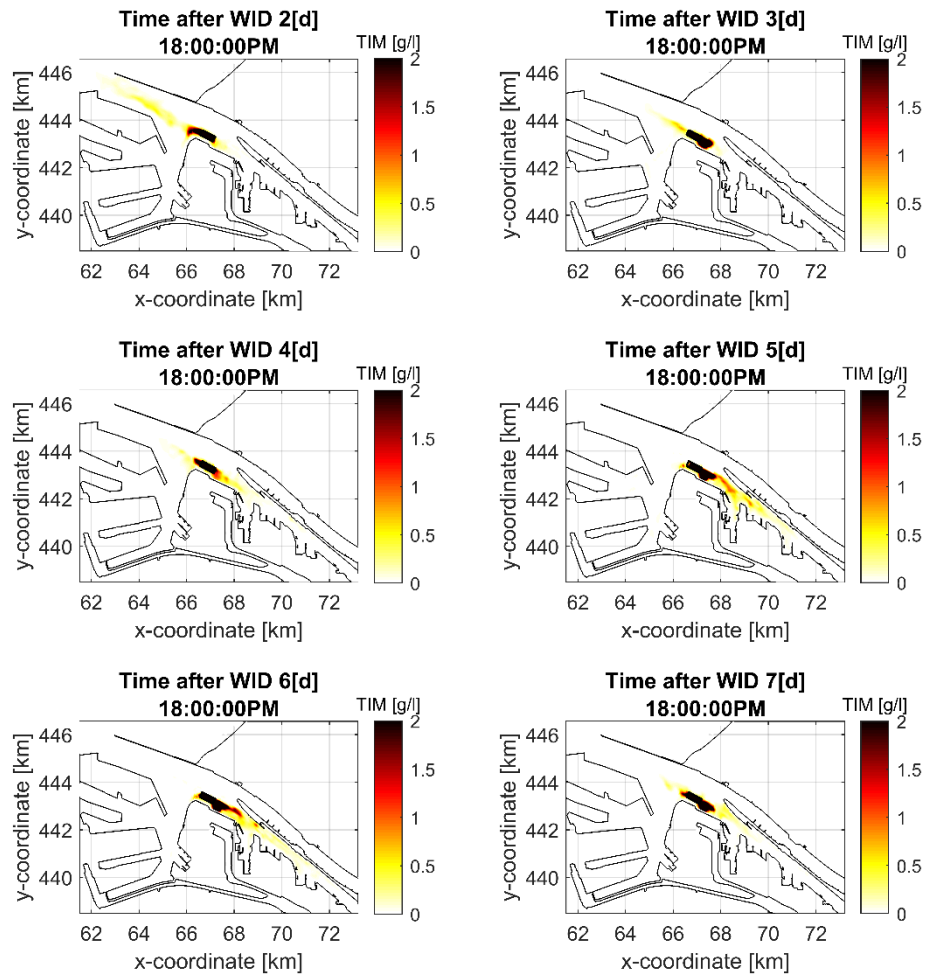 Time after WID 2[d]
18:00:00PM
TIM [g/l]
446
444
442
440
y-coordinate [km]
2
1.5
1
0.5
0
62 64 66 68 70 72
x-coordinate [km]
Time after WID 3[d]
18:00:00PM
TIM [g/l]
446
444
442
440
y-coordinate [km]
2
1.5
1
0.5
0
62 64 66 68 70 72
x-coordinate [km]
Time after WID 4[d]
18:00:00PM
TIM [g/l]
446
444
442
440
y-coordinate [km]
2
1.5
1
0.5
0
62 64 66 68 70 72
x-coordinate [km]
Time after WID 5[d]
18:00:00PM
TIM [g/l]
446
444
442
440
y-coordinate [km]
2
1.5
1
0.5
0
62 64 66 68 70 72
x-coordinate [km]
Time after WID 6[d]
18:00:00PM
TIM [g/l]
446
444
442
440
y-coordinate [km]
2
1.5
1
0.5
0
62 64 66 68 70 72
x-coordinate [km]
Time after WID 7[d]
18:00:00PM
TIM [g/l]
446
444
442
440
y-coordinate [km]
2
1.5
1
0.5
0
62 64 66 68 70 72
x-coordinate [km]